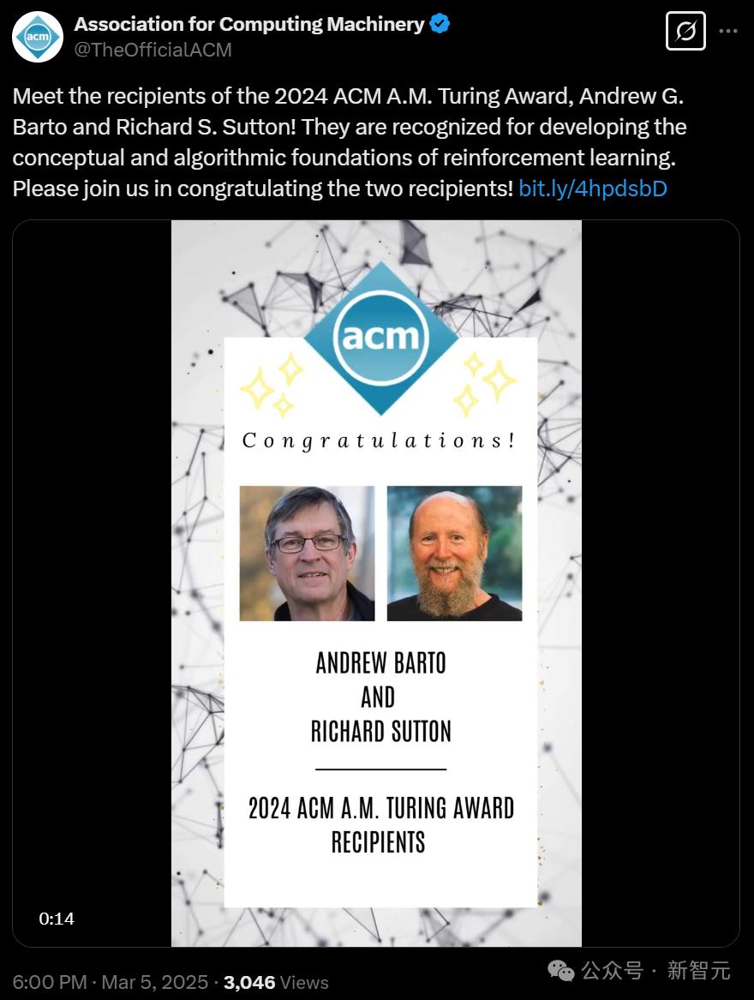 Association for Computing Machinery
@TheOfficialACM
acm
Meet the recipients of the 2024 ACM A.M. Turing Award, Andrew G.
Barto and Richard S. Sutton! They are recognized for developing the
conceptual and algorithmic foundations of reinforcement learning.
Please join us in congratulating the two recipients! bit.ly/4hpdsbD
acm
Congratulations!
ANDREW BARTO
AND
RICHARD SUTTON
2024 ACM A.M. TURING AWARD
RECIPIENTS
0:14
6:00 PM · Mar 5, 2025 · 3,046 Views
公众号 · 新智元